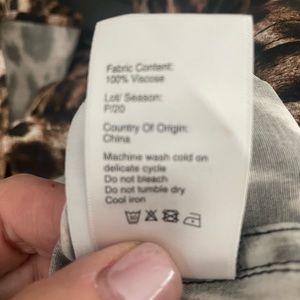 Fabric Content:
100% Viscose
Lot/ Season:
P/20
Country Of Origin:
China
Machine wash cold on
delicate cycle
Do not bleach
Do not tumble dry
Cool iron